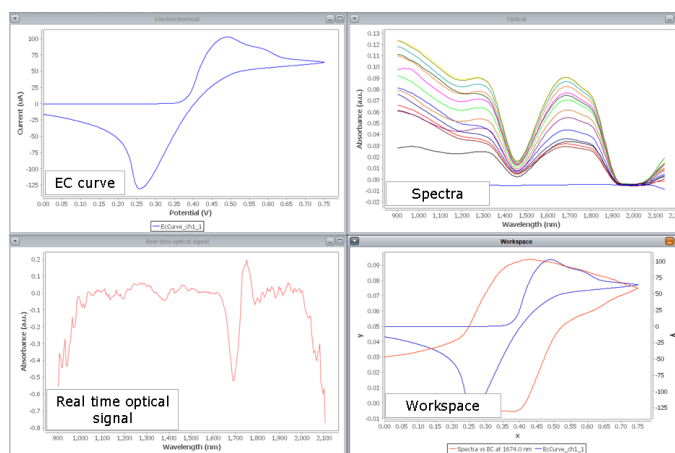 Electrochemical
100
75
50
25
0
-25
-50
-75
-100
-125
Current (uA)
0.00 0.05 0.10 0.15 0.20 0.25 0.30 0.35 0.40 0.45 0.50 0.55 0.60 0.65 0.70 0.75
Potential (V)
EcCurve_ch1_1
EC curve
Optical
0.13
0.12
0.11
0.10
0.09
0.08
0.07
0.06
0.05
0.04
0.03
0.02
0.01
0.00
-0.01
-0.02
Absorbance (a.u.)
900 1,000 1,100 1,200 1,300 1,400 1,500 1,600 1,700 1,800 1,900 2,000 2,100
Wavelength (nm)
Spectra
Real time optical signal
0.2
0.1
0.0
-0.1
-0.2
-0.3
-0.4
-0.5
-0.6
-0.7
-0.8
Absorbance (a.u.)
900 1,000 1,100 1,200 1,300 1,400 1,500 1,600 1,700 1,800 1,900 2,000 2,100
Wavelength (nm)
Real time optical
signal
Workspace
0.09
0.08
0.07
0.06
0.05
0.04
0.03
0.02
0.01
0.00
-0.01
y
100
75
50
25
0
-25
-50
-75
-100
-125
0.00 0.05 0.10 0.15 0.20 0.25 0.30 0.35 0.40 0.45 0.50 0.55 0.60 0.65 0.70 0.75
x
Spectra vs EC at 1674.0 nm EcCurve_ch1_1
Workspace